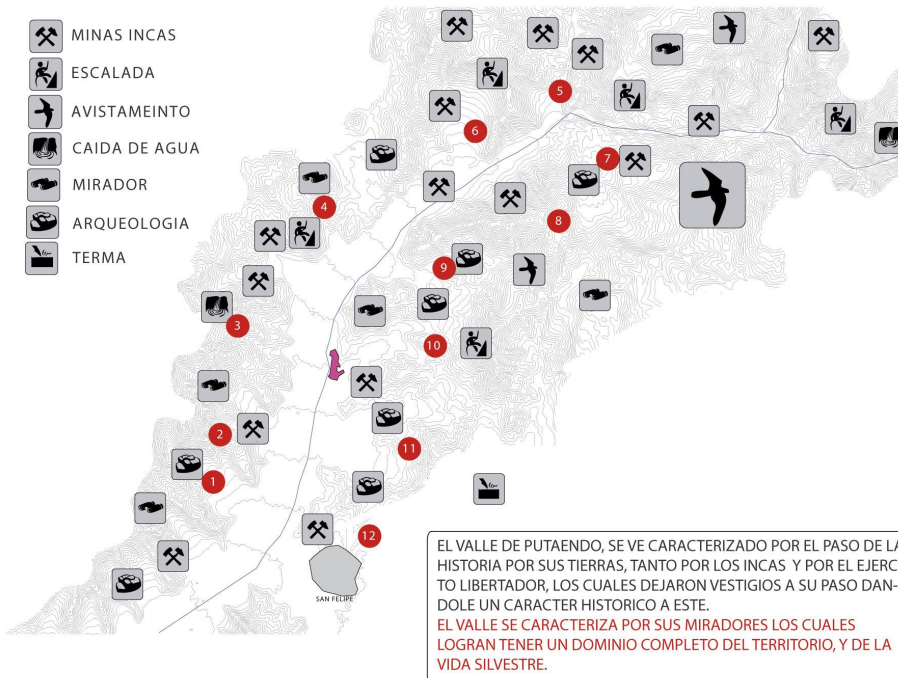 MINAS INCAS
ESCALADA
AVISTAMEINTO
CAIDA DE AGUA
MIRADOR
ARQUEOLOGIA
TERMA
5
6
7
4
8
9
3
10
2
11
1
12
SAN FELIPE
EL VALLE DE PUTAENDO, SE VE CARACTERIZADO POR EL PASO DE LA
HISTORIA POR SUS TIERRAS, TANTO POR LOS INCAS Y POR EL EJERC
TO LIBERTADOR, LOS CUALES DEJARON VESTIGIOS A SU PASO DAN-
DOLE UN CARACTER HISTORICO A ESTE.
EL VALLE SE CARACTERIZA POR SUS MIRADORES LOS CUALES
LOGRAN TENER UN DOMINIO COMPLETO DEL TERRITORIO, Y DE LA
VIDA SILVESTRE.